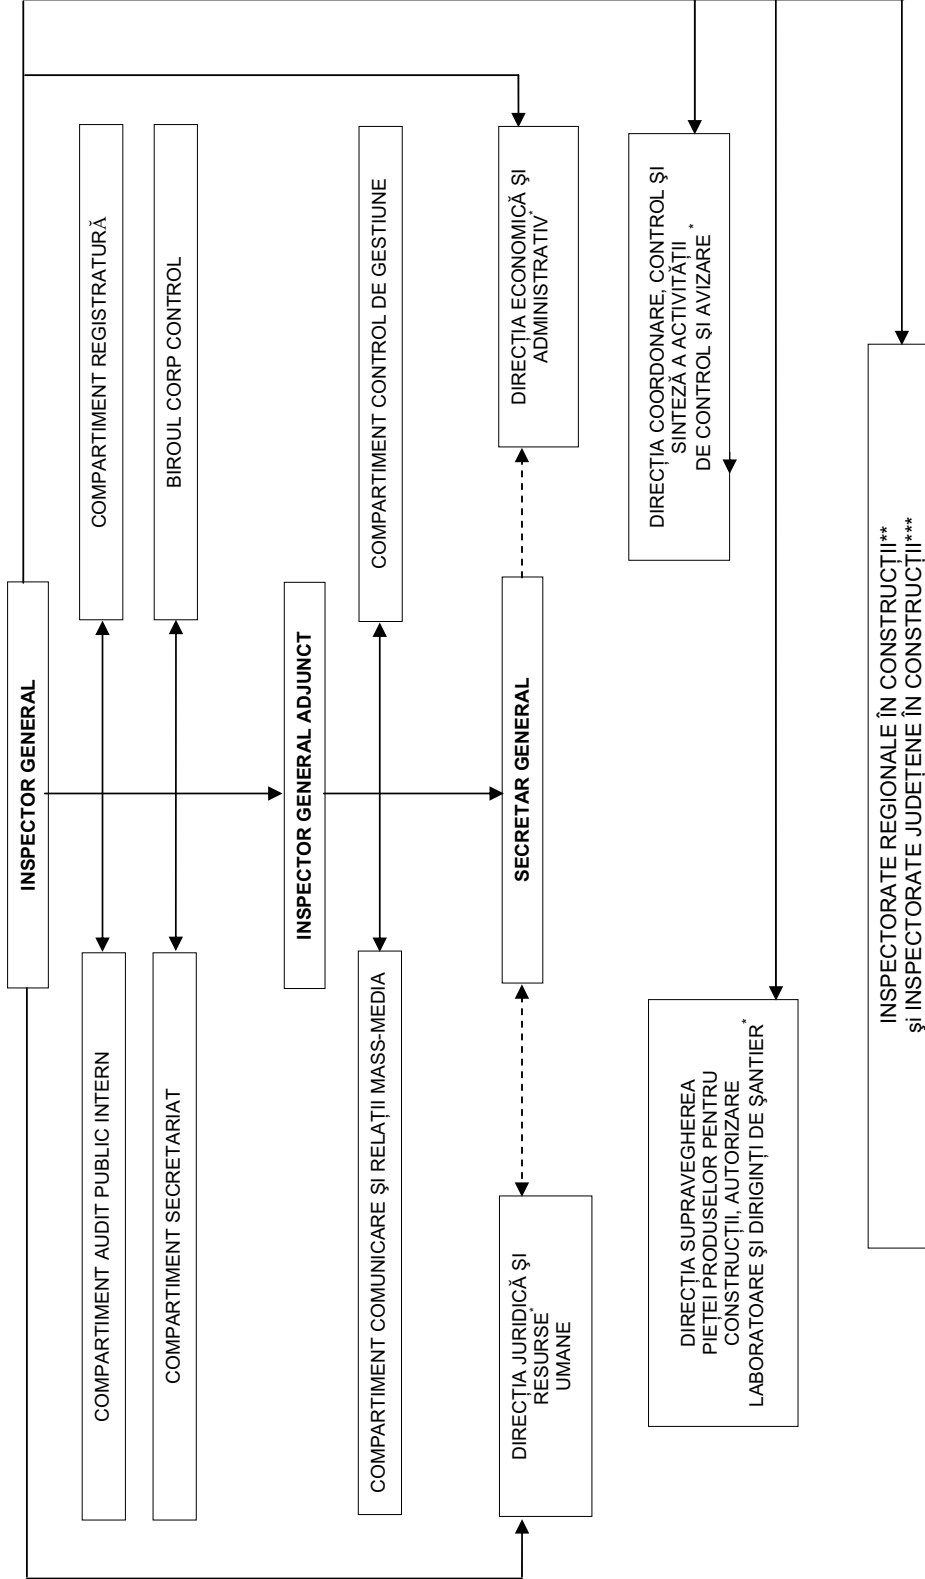 INSPECTOR GENERAL
COMPARTIMENT AUDIT PUBLIC INTERN
COMPARTIMENT REGISTRATURĂ
COMPARTIMENT SECRETARIAT
BIROUL CORP CONTROL
INSPECTOR GENERAL ADJUNCT
COMPARTIMENT COMUNICARE ŞI RELAŢII MASS-MEDIA
COMPARTIMENT CONTROL DE GESTIUNE
SECRETAR GENERAL
DIRECŢIA JURIDICĂ ŞI
RESURSE*
UMANE
DIRECŢIA ECONOMICĂ ŞI
ADMINISTRATIV*
DIRECŢIA SUPRAVEGHEREA
PIEŢEI PRODUSELOR PENTRU
CONSTRUCŢII, AUTORIZARE
LABORATOARE ŞI DIRIGINŢI DE ŞANTIER*
DIRECŢIA COORDONARE, CONTROL ŞI
SINTEZĂ A ACTIVITĂŢII
DE CONTROL ŞI AVIZARE *
INSPECTORATE REGIONALE ÎN CONSTRUCŢII**
şi INSPECTORATE JUDEŢENE ÎN CONSTRUCŢII***